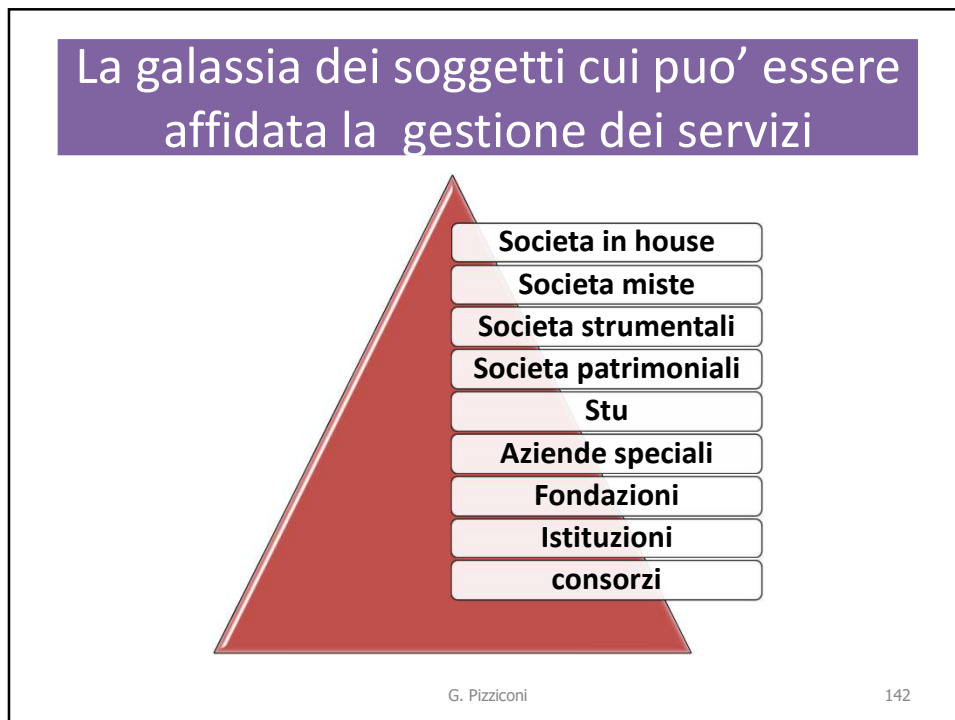 La galassia dei soggetti cui puo’ essere
affidata la gestione dei servizi
Societa in house
Societa miste
Societa strumentali
Societa patrimoniali
Stu
Aziende speciali
Fondazioni
Istituzioni
consorzi
G. Pizziconi
142